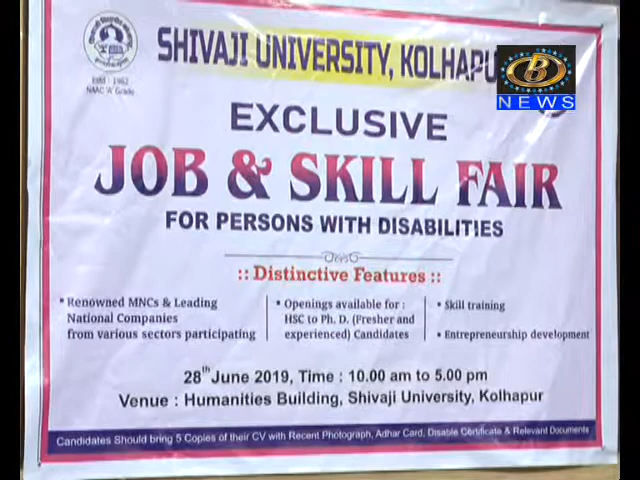 SHIVAJI UNIVERSITY, KOLHAPU
B
NEWS
Estd : 1962
NAAC 'A' Grade
EXCLUSIVE
JOB & SKILL FAIR
FOR PERSONS WITH DISABILITIES
:: Distinctive Features ::
* Renowned MNCs & Leading
National Companies
from various sectors participating
* Openings available for :
HSC to Ph. D. (Fresher and
experienced) Candidates
* Skill training
* Entrepreneurship development
28th June 2019, Time : 10.00 am to 5.00 pm
Venue : Humanities Building, Shivaji University, Kolhapur
Candidates Should bring 5 Copies of their CV with Recent Photograph, Adhar Card, Disable Certificate & Relevant Documents